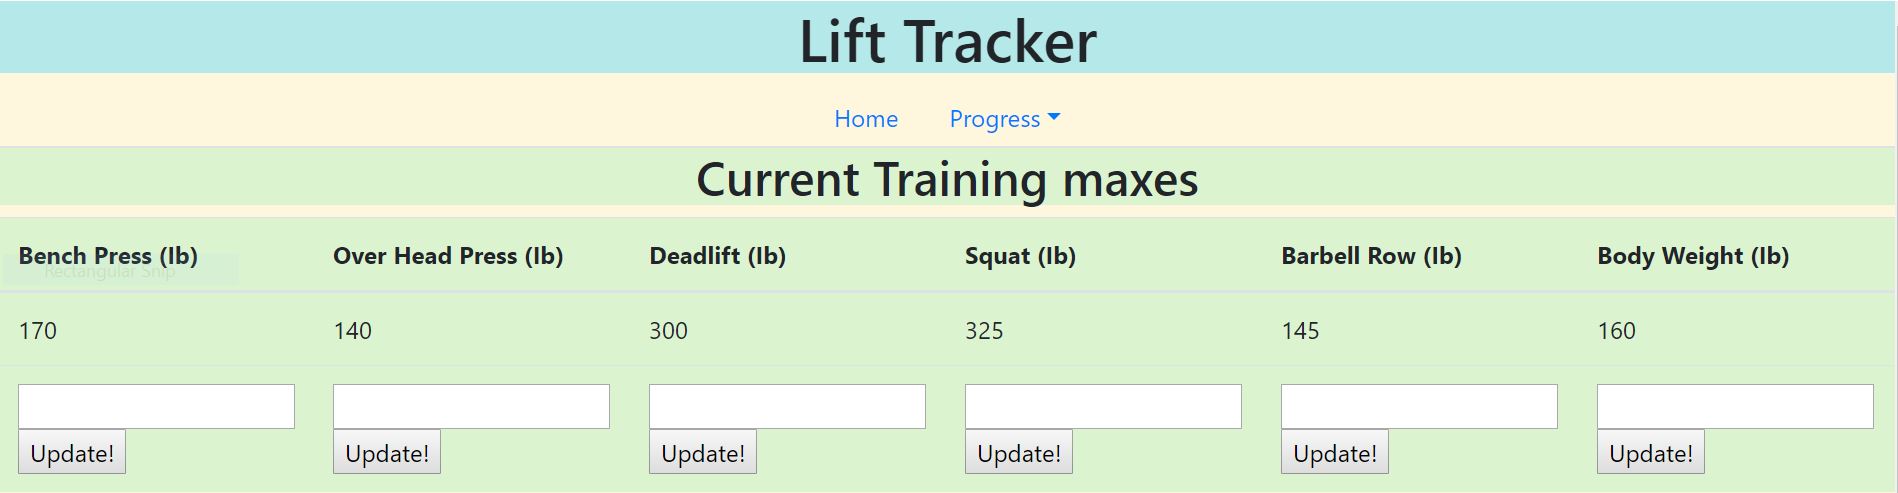 Lift Tracker
Home Progress
Current Training maxes
Bench Press (lb) Over Head Press (lb) Deadlift (lb) Squat (lb) Barbell Row (lb) Body Weight (lb)
Rectangular Snip
170 140 300 325 145 160
Update! Update! Update! Update! Update! Update!